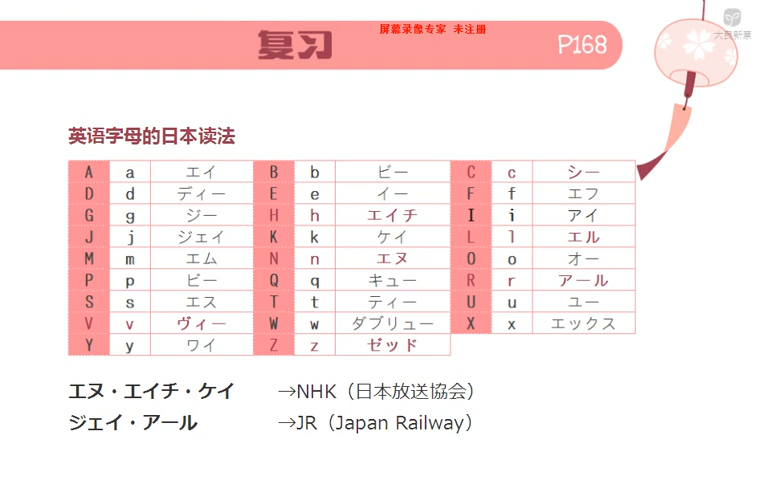 屏幕录像专家 未注册
复习 P168
大良新意
英语字母的日本读法
A a エイ B b ビー C c シー
D d ディー E e イー F f エフ
G g ジー H h エイチ I i アイ
J j ジェイ K k ケイ L l エル
M m エム N n エヌ O o オー
P p ピー Q q キュー R r アール
S s エス T t ティー U u ユー
V v ヴィー W w ダブリュー X x エックス
Y y ワイ Z z ゼッド
エヌ・エイチ・ケイ →NHK（日本放送協会）
ジェイ・アール →JR（Japan Railway）